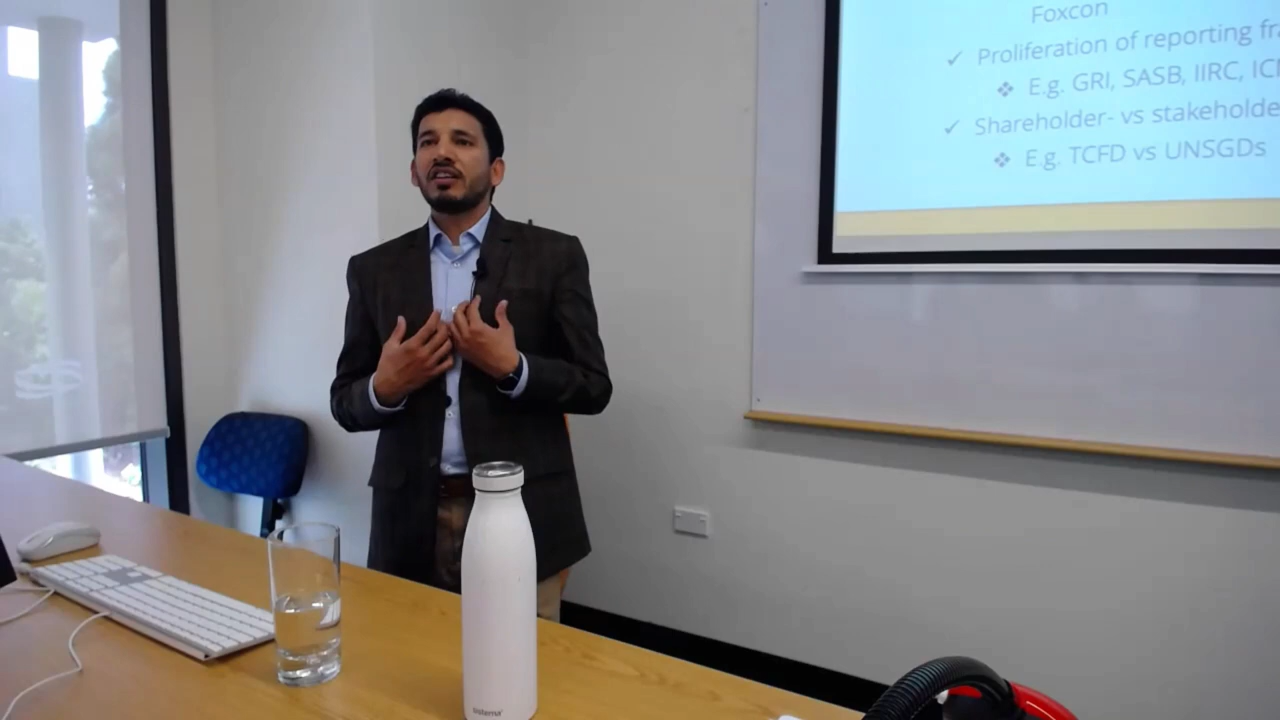 Foxcon
✓ Proliferation of reporting
❖ E.g. GRI, SASB, IIRC,
✓ Shareholder- vs
❖ E.g. TCFD vs UNSGDs
sistema